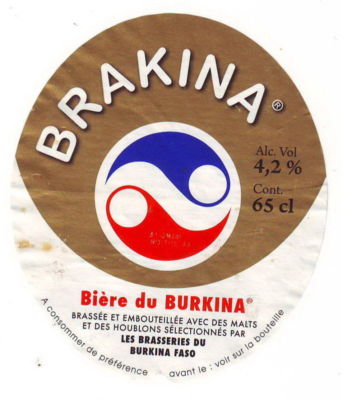 BRAKINA®
Alc. Vol
4,2 %
Cont.
65 cl
Bière du BURKINA®
BRASSÉE ET EMBOUTEILLÉE AVEC DES MALTS
ET DES HOUBLONS SÉLECTIONNÉS PAR
LES BRASSERIES DU
BURKINA FASO
A consommer de préférence avant le : voir sur la bouteille